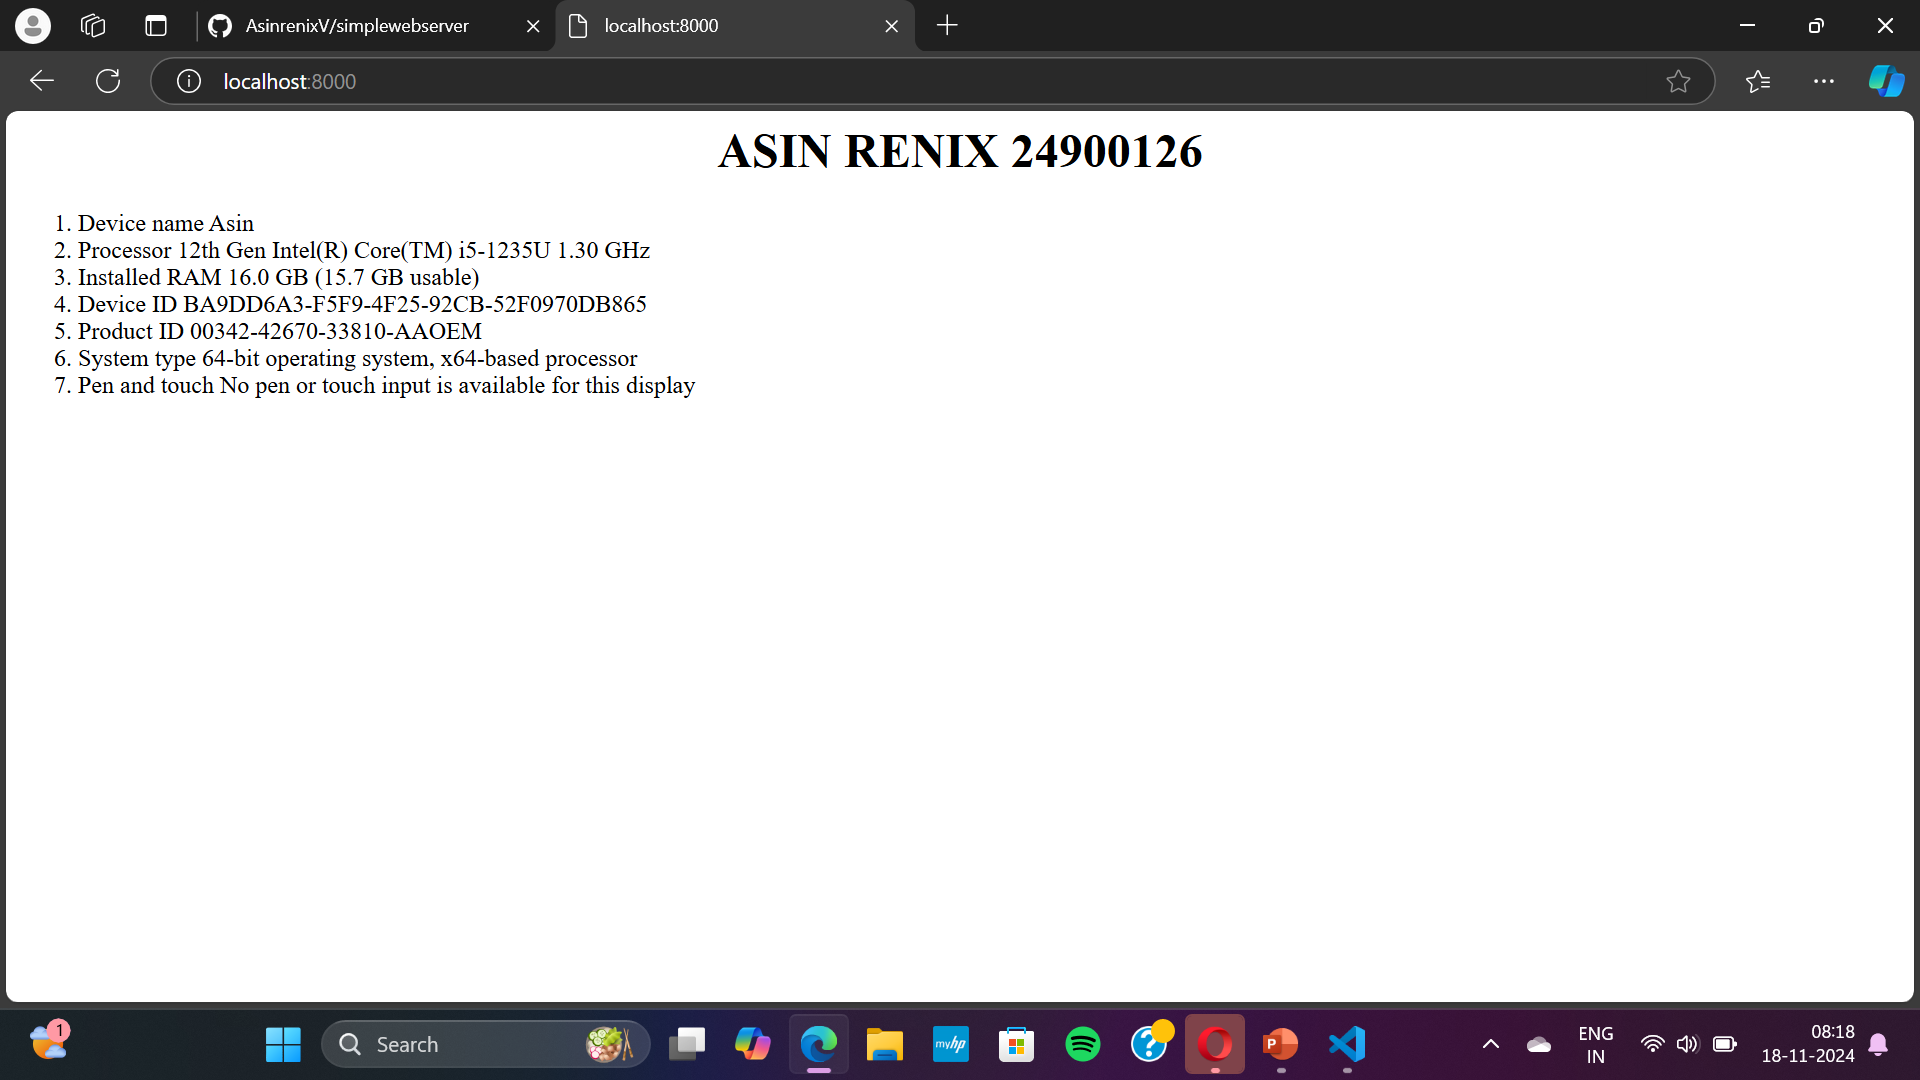 AsinrenixV/simplewebserver
localhost:8000
localhost:8000
ASIN RENIX 24900126
1. Device name Asin
2. Processor 12th Gen Intel(R) Core(TM) i5-1235U 1.30 GHz
3. Installed RAM 16.0 GB (15.7 GB usable)
4. Device ID BA9DD6A3-F5F9-4F25-92CB-52F0970DB865
5. Product ID 00342-42670-33810-AAOEM
6. System type 64-bit operating system, x64-based processor
7. Pen and touch No pen or touch input is available for this display
1
Search
myhp
P
ENG
IN
08:18
18-11-2024